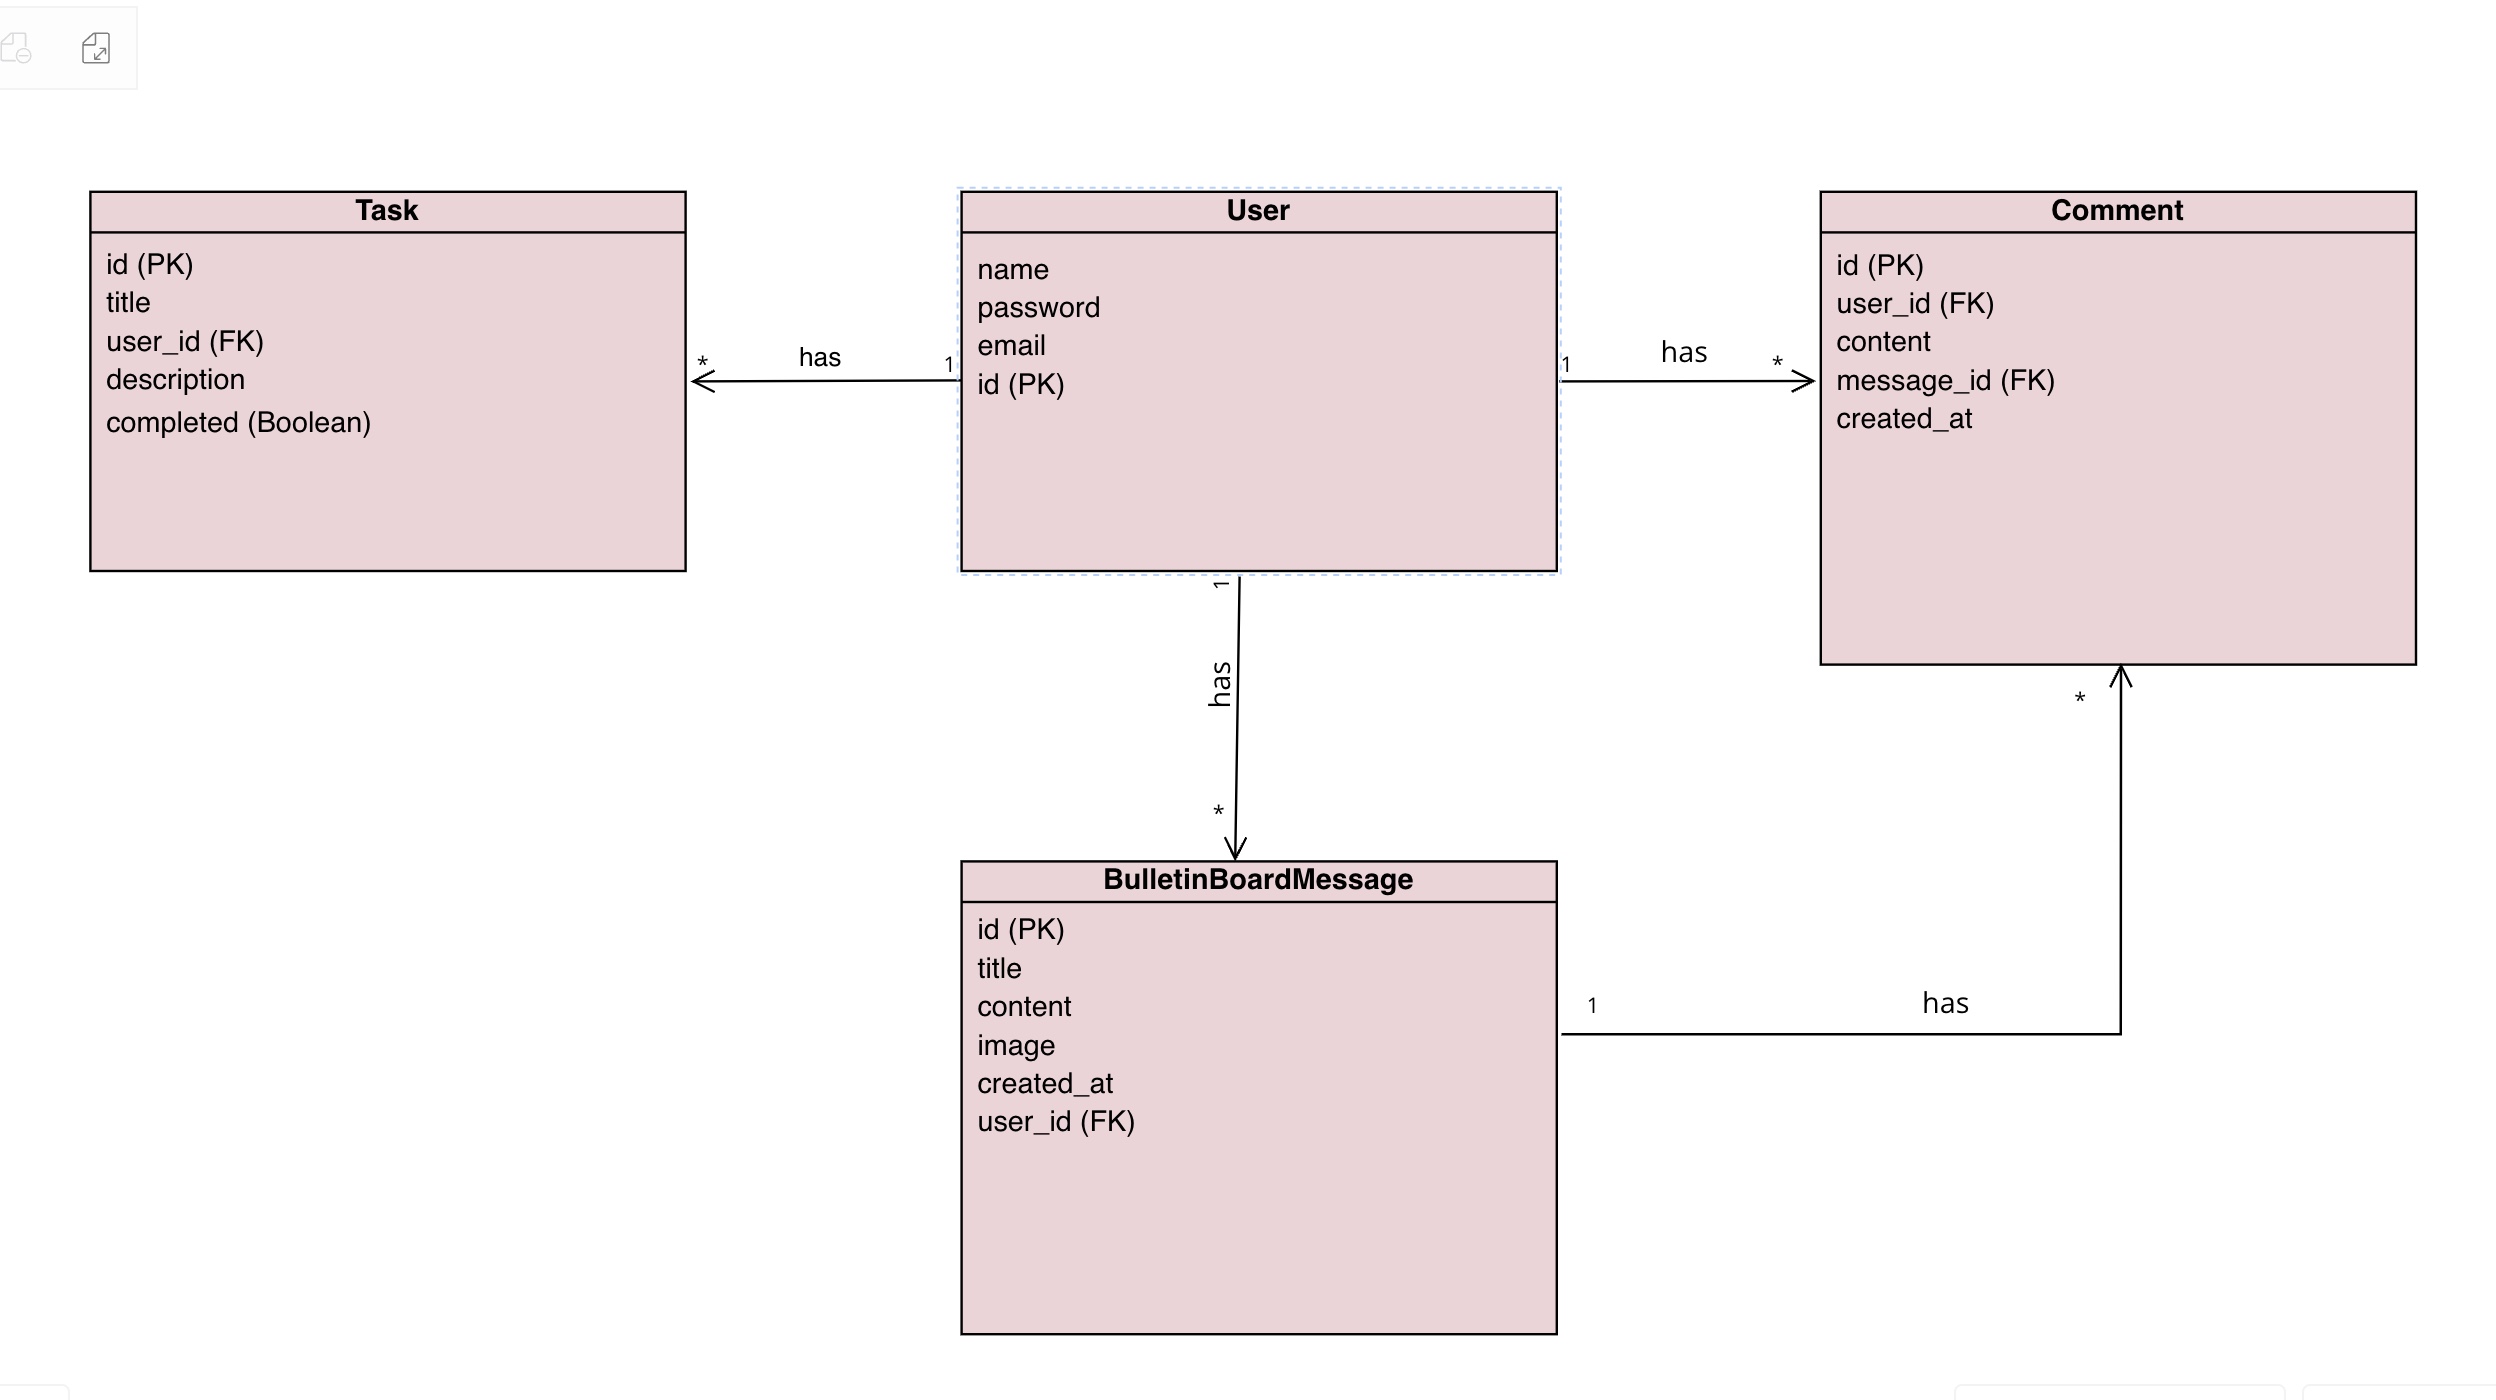 Task
id (PK)
title
user_id (FK)
description
completed (Boolean)
* has 1
User
name
password
email
id (PK)
1 has *
Comment
id (PK)
user_id (FK)
content
message_id (FK)
created_at
1
has
*
BulletinBoardMessage
id (PK)
title
content
image
created_at
user_id (FK)
1 has
*